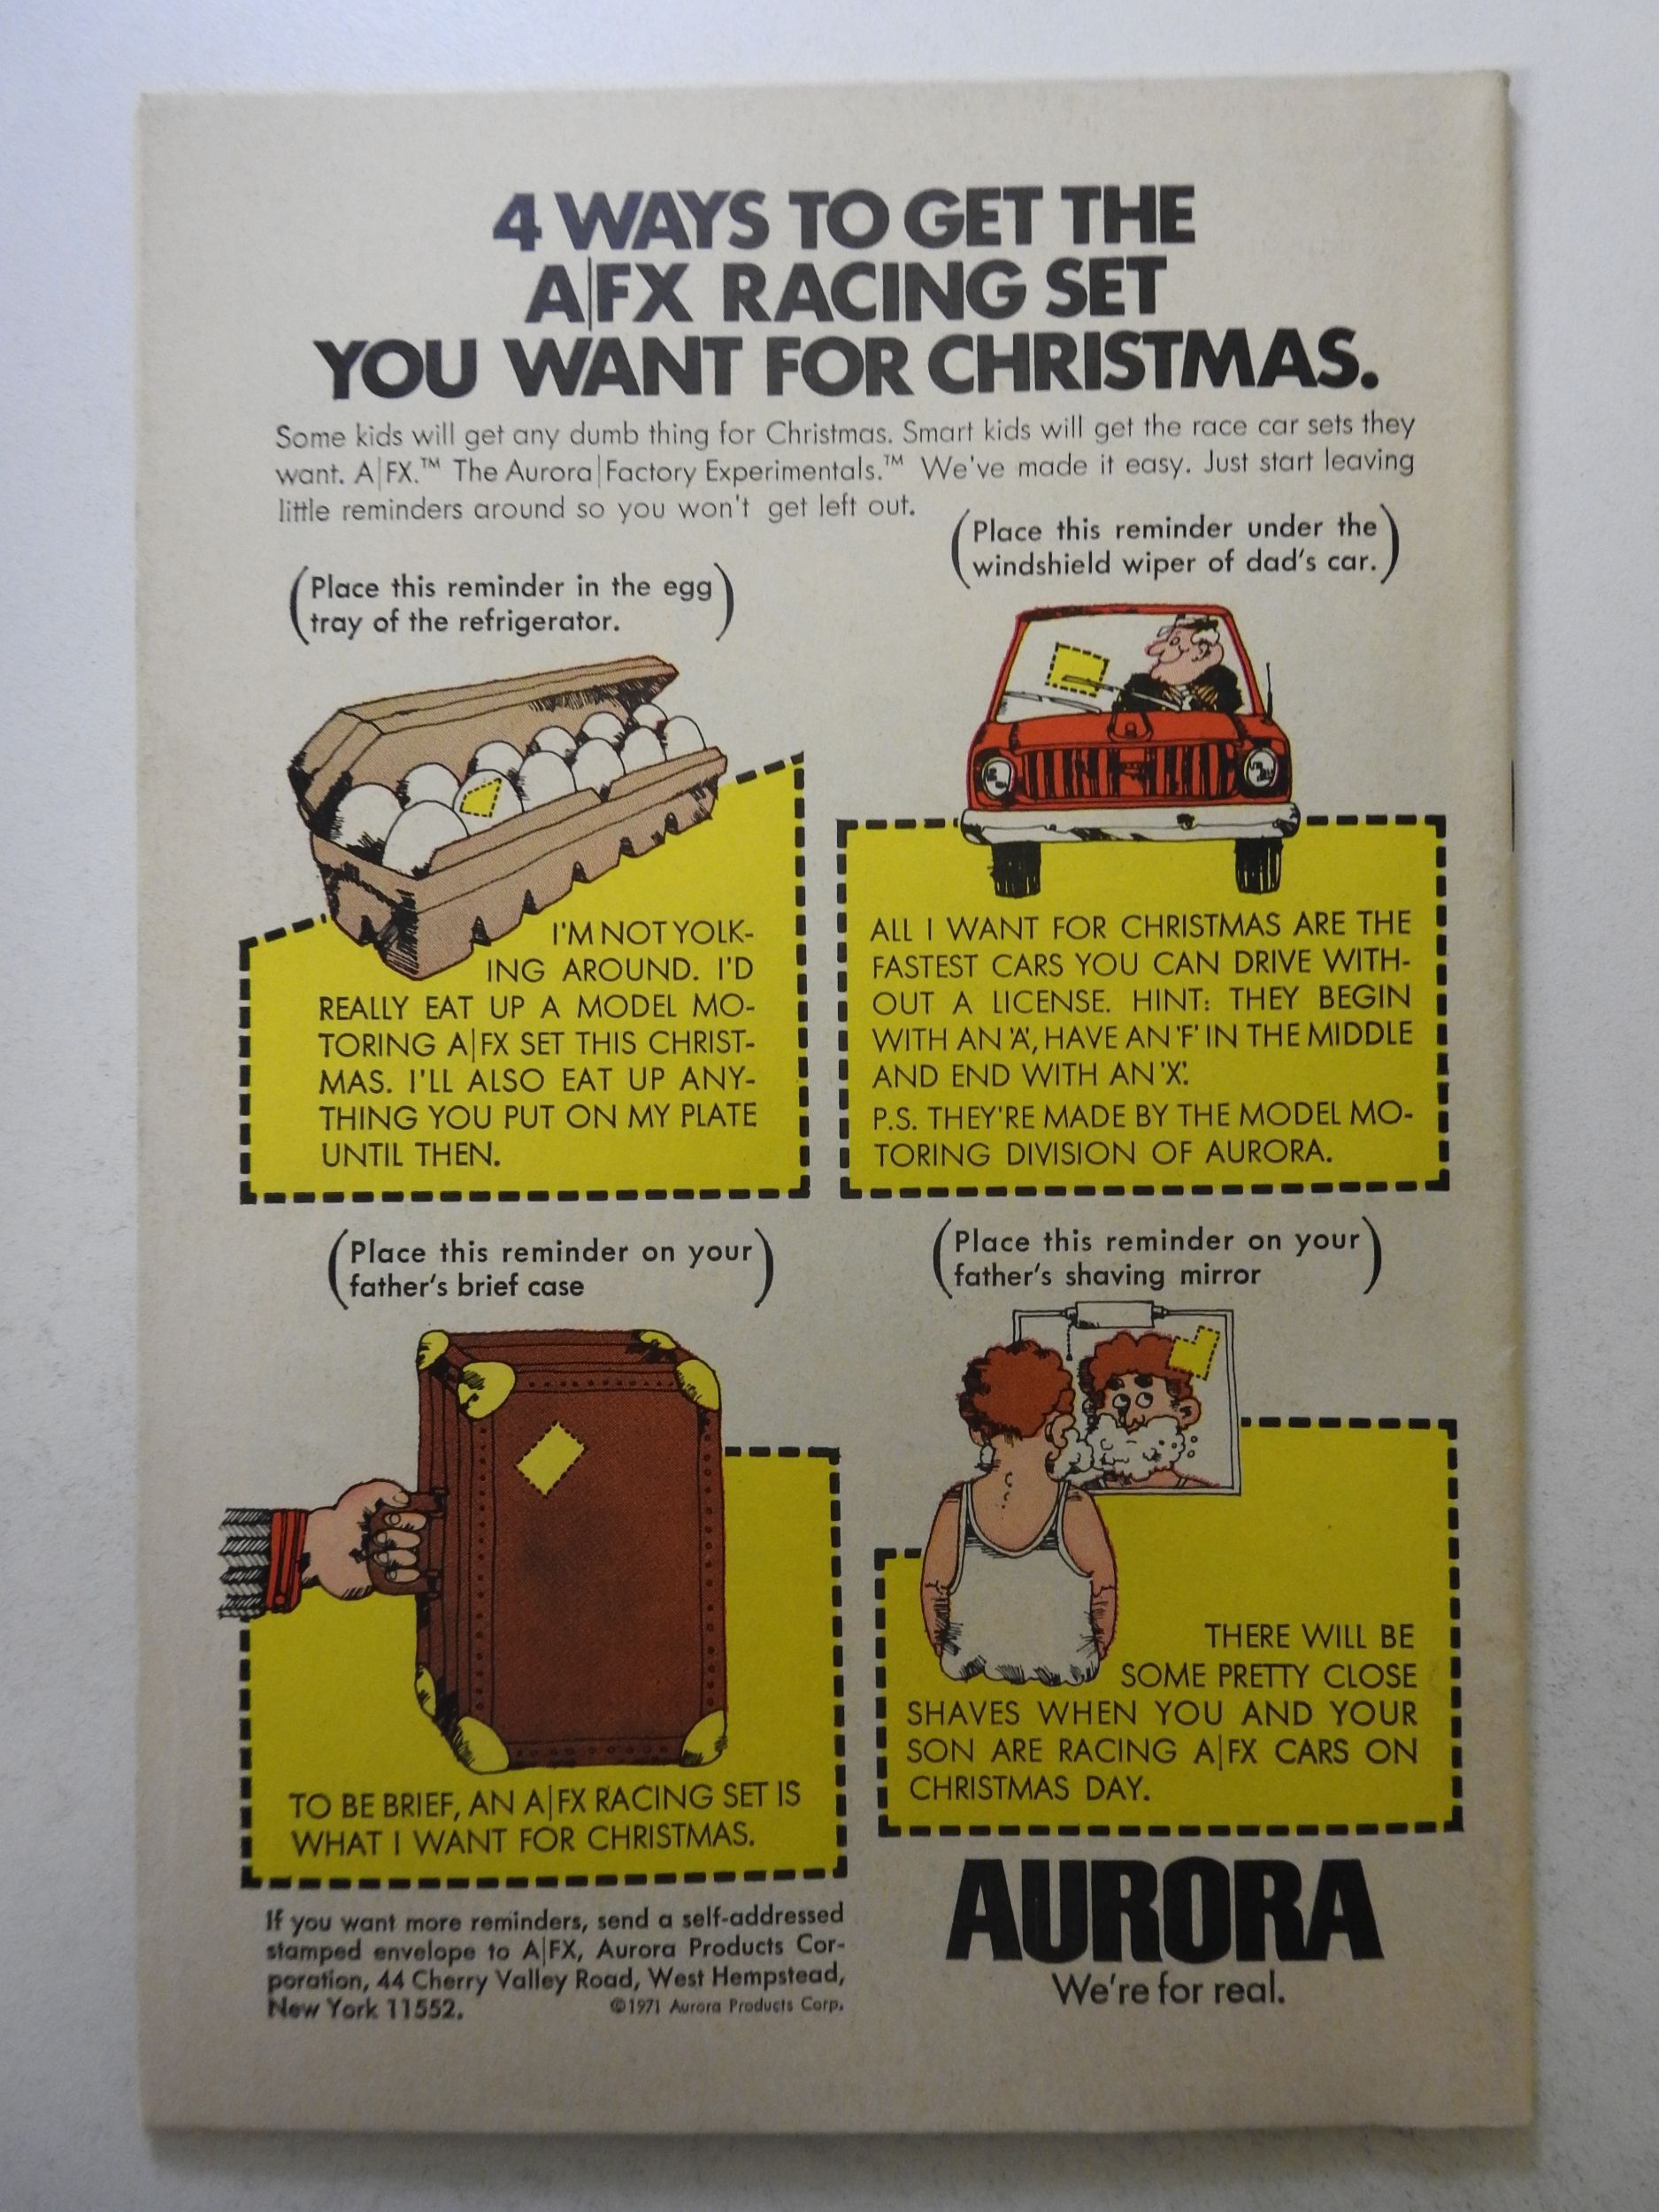 4 WAYS TO GET THE
A|FX RACING SET
YOU WANT FOR CHRISTMAS.
Some kids will get any dumb thing for Christmas. Smart kids will get the race car sets they
want. A|FX.™ The Aurora|Factory Experimentals.™ We've made it easy. Just start leaving
little reminders around so you won't get left out.
(Place this reminder in the egg
tray of the refrigerator.)
I'M NOT YOLK-
ING AROUND. I'D
REALLY EAT UP A MODEL MO-
TORING A|FX SET THIS CHRIST-
MAS. I'LL ALSO EAT UP ANY-
THING YOU PUT ON MY PLATE
UNTIL THEN.
(Place this reminder under the
windshield wiper of dad's car.)
ALL I WANT FOR CHRISTMAS ARE THE
FASTEST CARS YOU CAN DRIVE WITH-
OUT A LICENSE. HINT: THEY BEGIN
WITH AN 'A', HAVE AN 'F' IN THE MIDDLE
AND END WITH AN 'X'.
P.S. THEY'RE MADE BY THE MODEL MO-
TORING DIVISION OF AURORA.
(Place this reminder on your
father's brief case)
TO BE BRIEF, AN A|FX RACING SET IS
WHAT I WANT FOR CHRISTMAS.
(Place this reminder on your
father's shaving mirror)
THERE WILL BE
SOME PRETTY CLOSE
SHAVES WHEN YOU AND YOUR
SON ARE RACING A|FX CARS ON
CHRISTMAS DAY.
If you want more reminders, send a self-addressed
stamped envelope to A|FX, Aurora Products Cor-
poration, 44 Cherry Valley Road, West Hempstead,
New York 11552. ©1971 Aurora Products Corp.
AURORA
We're for real.